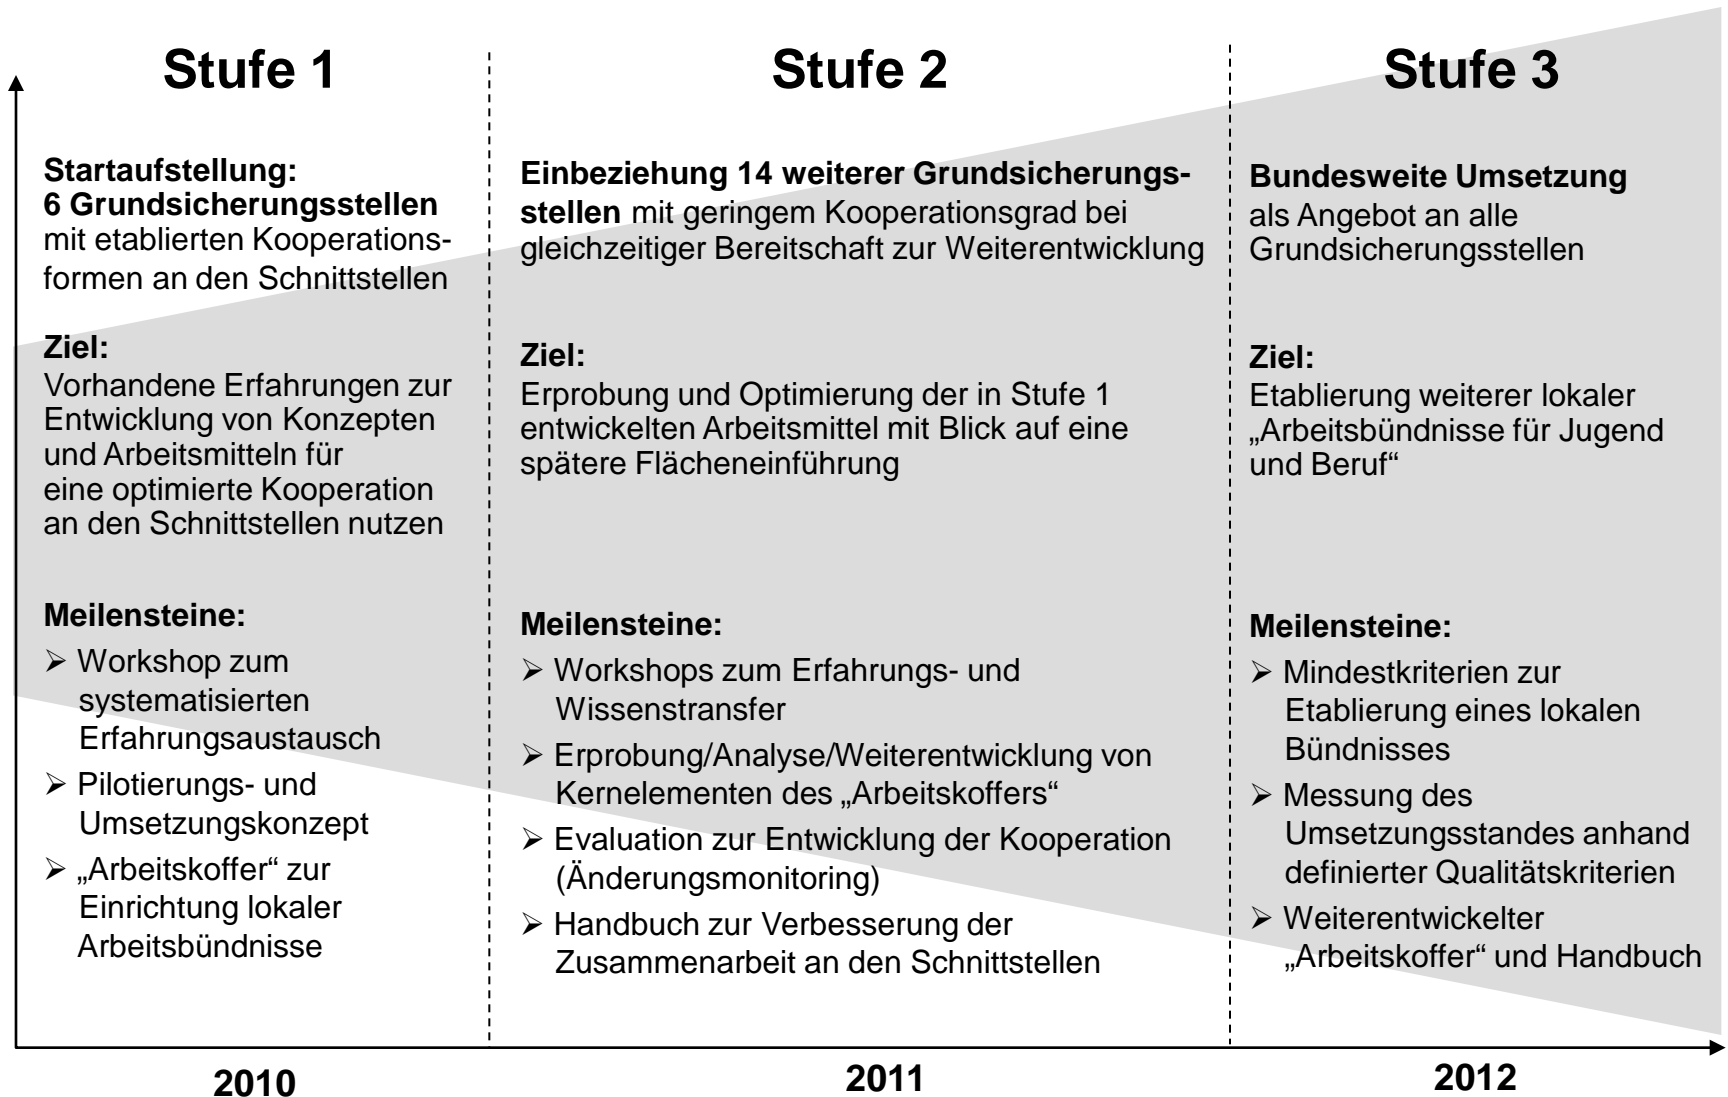 Stufe 1
Startaufstellung:
6 Grundsicherungsstellen
mit etablierten Kooperations-
formen an den Schnittstellen
Ziel:
Vorhandene Erfahrungen zur
Entwicklung von Konzepten
und Arbeitsmitteln für
eine optimierte Kooperation
an den Schnittstellen nutzen
Meilensteine:
➢ Workshop zum
systematisierten
Erfahrungsaustausch
➢ Pilotierungs- und
Umsetzungskonzept
➢ „Arbeitskoffer“ zur
Einrichtung lokaler
Arbeitsbündnisse
2010
Stufe 2
Einbeziehung 14 weiterer Grundsicherungs-
stellen mit geringem Kooperationsgrad bei
gleichzeitiger Bereitschaft zur Weiterentwicklung
Ziel:
Erprobung und Optimierung der in Stufe 1
entwickelten Arbeitsmittel mit Blick auf eine
spätere Flächeneinführung
Meilensteine:
➢ Workshops zum Erfahrungs- und
Wissenstransfer
➢ Erprobung/Analyse/Weiterentwicklung von
Kernelementen des „Arbeitskoffers“
➢ Evaluation zur Entwicklung der Kooperation
(Änderungsmonitoring)
➢ Handbuch zur Verbesserung der
Zusammenarbeit an den Schnittstellen
2011
Stufe 3
Bundesweite Umsetzung
als Angebot an alle
Grundsicherungsstellen
Ziel:
Etablierung weiterer lokaler
„Arbeitsbündnisse für Jugend
und Beruf“
Meilensteine:
➢ Mindestkriterien zur
Etablierung eines lokalen
Bündnisses
➢ Messung des
Umsetzungsstandes anhand
definierter Qualitätskriterien
➢ Weiterentwickelter
„Arbeitskoffer“ und Handbuch
2012